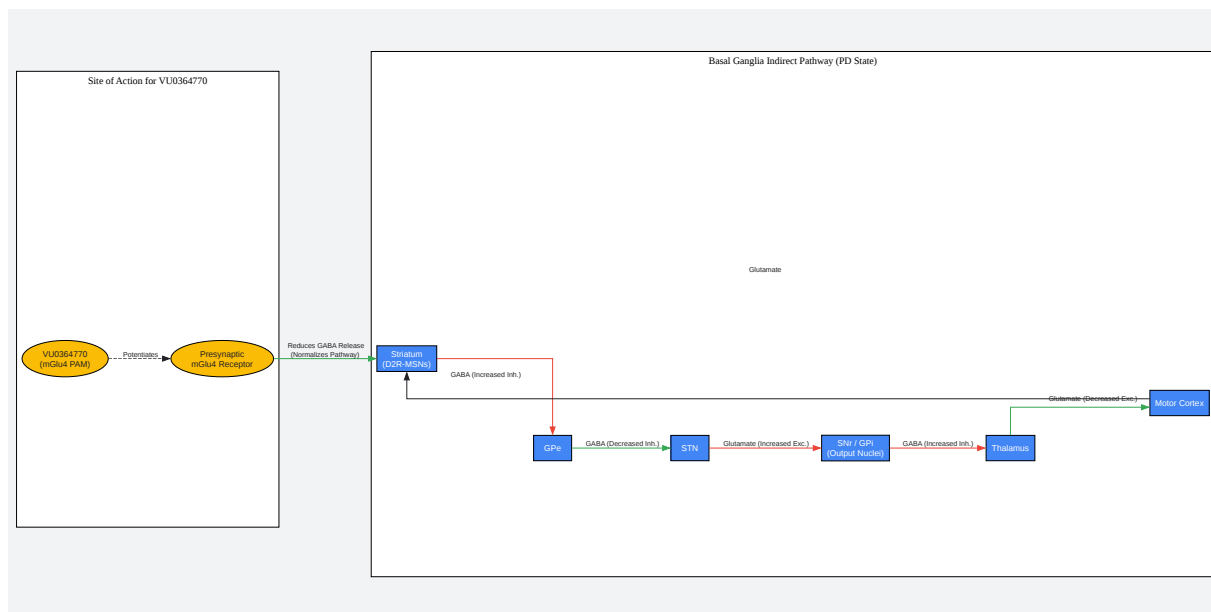 Basal Ganglia Indirect Pathway (PD State)
Site of Action for VU0364770
Glutamate
VU0364770
(mGlu4 PAM)
Potentiates
Presynaptic
mGlu4 Receptor
Reduces GABA Release
(Normalizes Pathway)
Striatum
(D2R-MSNs)
GABA (Increased Inh.)
Glutamate (Decreased Exc.)
Motor Cortex
GPe
GABA (Decreased Inh.)
STN
Glutamate (Increased Exc.)
SNr / GPi
(Output Nuclei)
GABA (Increased Inh.)
Thalamus